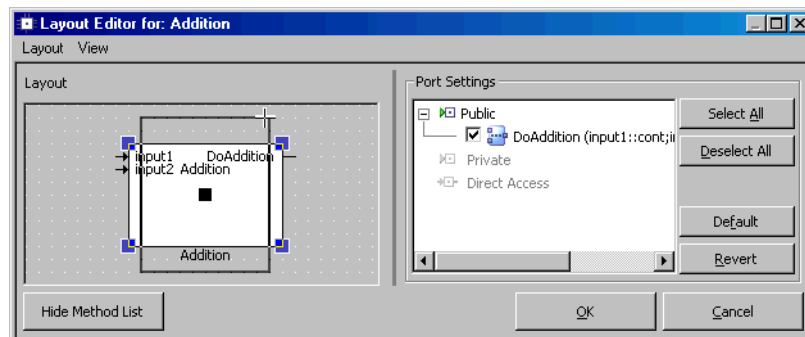 Layout Editor for: Addition
Layout View
Layout
input1 DoAddition
input2 Addition
Addition
Port Settings
Public
DoAddition (input1::cont;i
Private
Direct Access
Select All
Deselect All
Default
Revert
Hide Method List
OK
Cancel